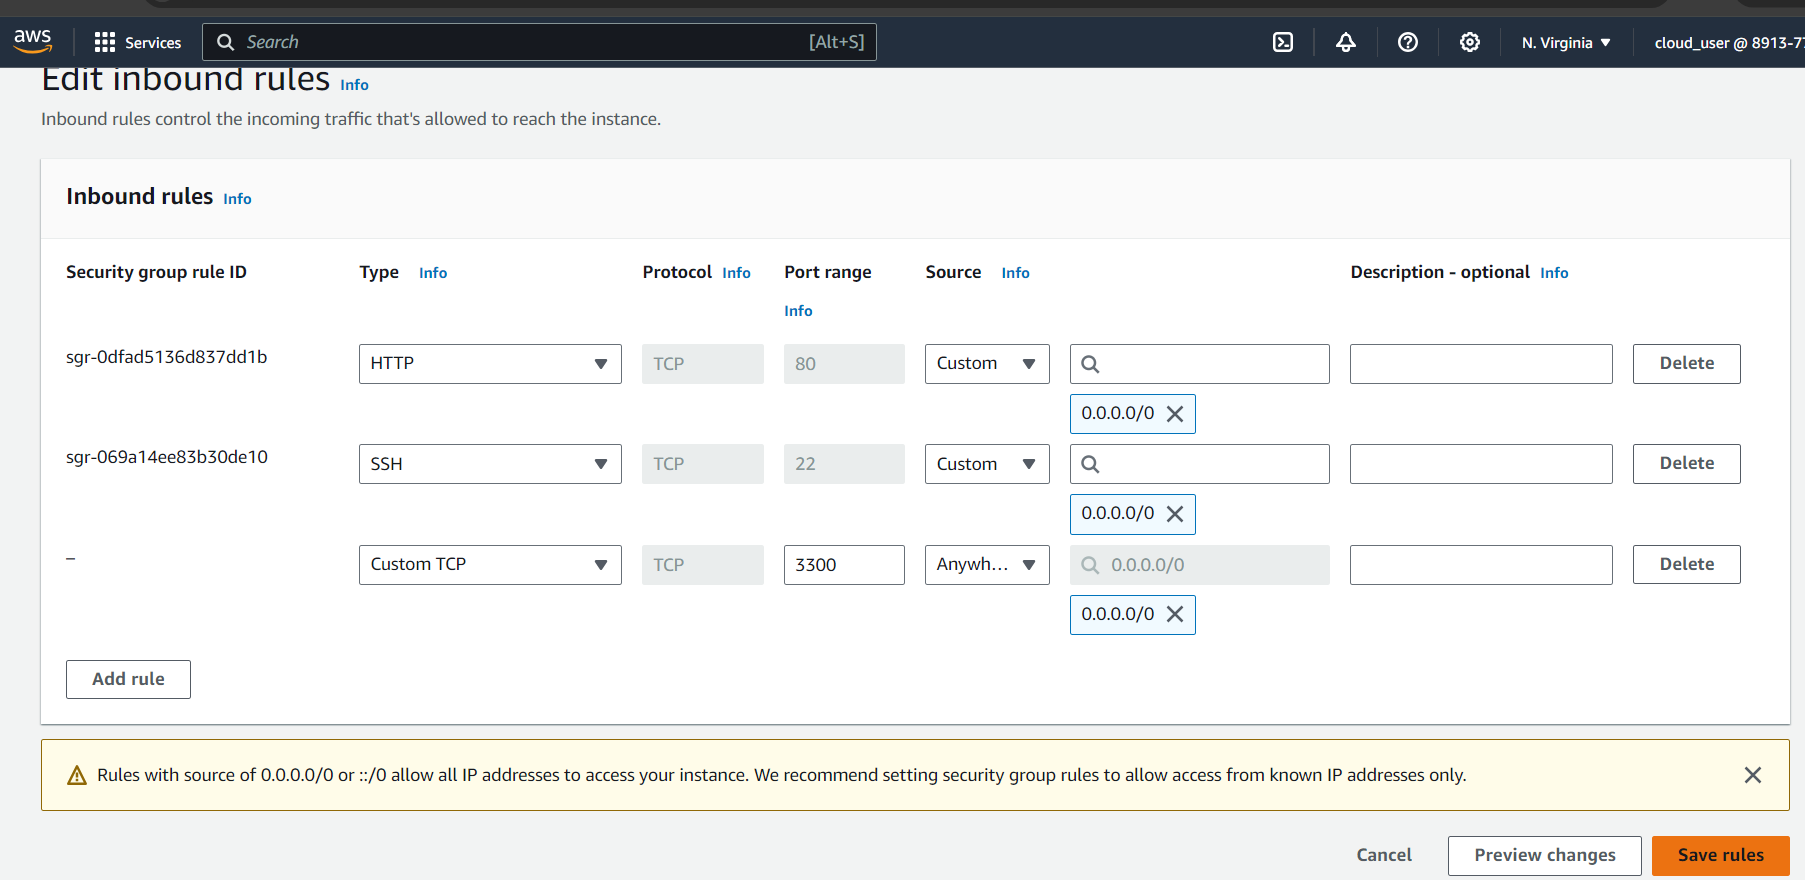 aws Services Search [Alt+S] N. Virginia cloud_user @ 8913-7
Edit inbound rules Info
Inbound rules control the incoming traffic that's allowed to reach the instance.
Inbound rules Info
Security group rule ID Type Info Protocol Info Port range Source Info Description - optional Info
Info
sgr-0dfad5136d837dd1b HTTP TCP 80 Custom Delete
0.0.0.0/0
sgr-069a14ee83b30de10 SSH TCP 22 Custom Delete
0.0.0.0/0
– Custom TCP TCP 3300 Anywh... 0.0.0.0/0 Delete
0.0.0.0/0
Add rule
Rules with source of 0.0.0.0/0 or ::/0 allow all IP addresses to access your instance. We recommend setting security group rules to allow access from known IP addresses only.
Cancel Preview changes Save rules